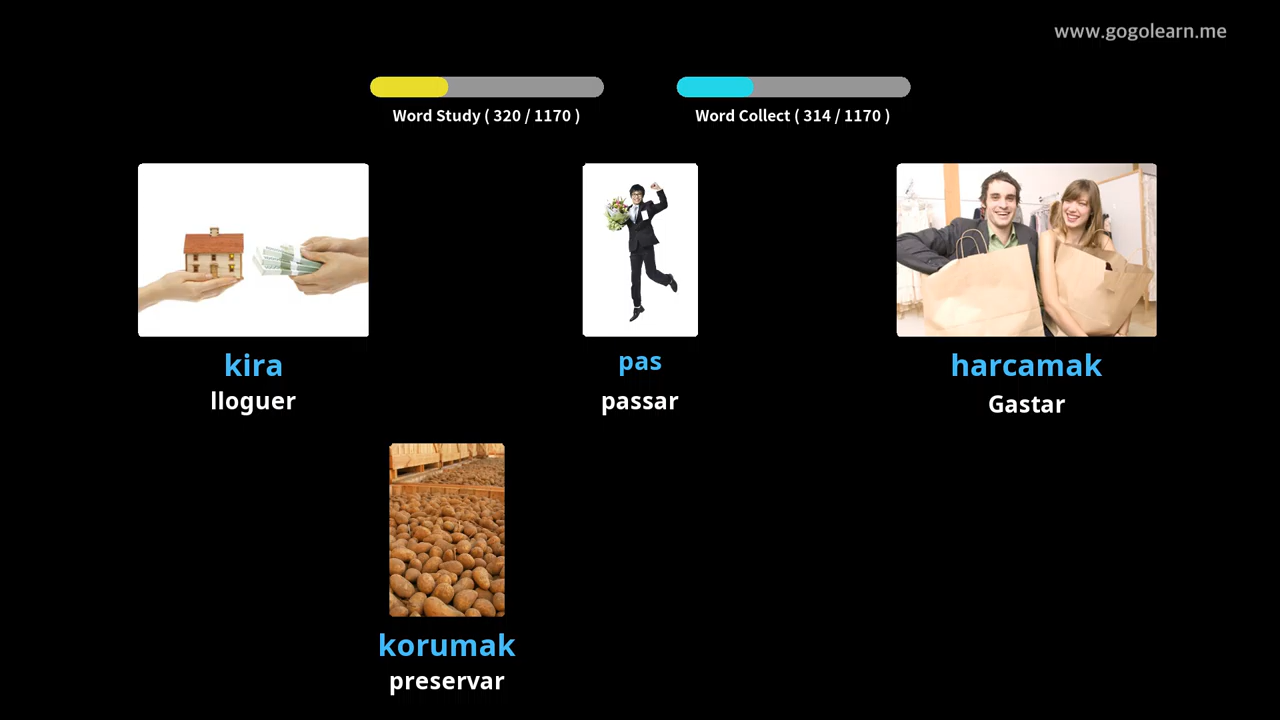 www.gogolearn.me
Word Study ( 320 / 1170 )
Word Collect ( 314 / 1170 )
kira
lloguer
pas
passar
harcamak
Gastar
korumak
preservar